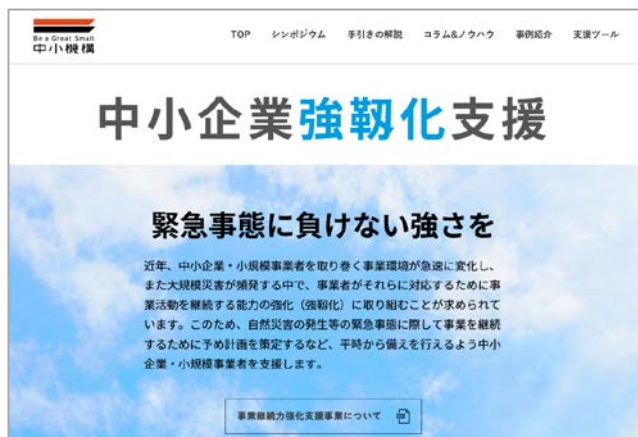 Be a Great Small.
中小機構
TOP シンポジウム 手引きの解説 コラム&ノウハウ 事例紹介 支援ツール
中小企業強靱化支援
緊急事態に負けない強さを
近年、中小企業・小規模事業者を取り巻く事業環境が急速に変化し、
また大規模災害が頻発する中で、事業者がそれらに対応するために事
業活動を継続する能力の強化（強靱化）に取り組むことが求められて
います。このため、自然災害の発生等の緊急事態に際して事業を継続
するために予め計画を策定するなど、平時から備えを行えるよう中小
企業・小規模事業者を支援します。
事業継続力強化支援事業について